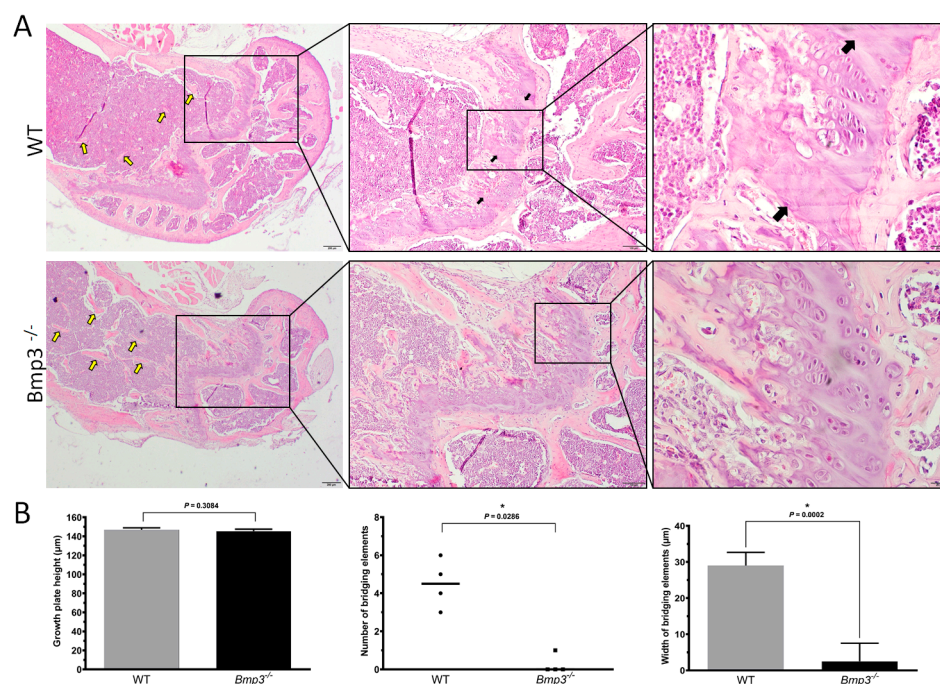 A
WT
Bmp3 -/-
B
Growth plate height (µm)
160
150
140
120
100
80
60
40
20
0
P = 0.3084
WT
Bmp3-/-
Number of bridging elements
8
6
4
2
0
*
P = 0.0286
WT
Bmp3-/-
Width of bridging elements (µm)
40
30
20
10
0
*
P = 0.0002
WT
Bmp3-/-